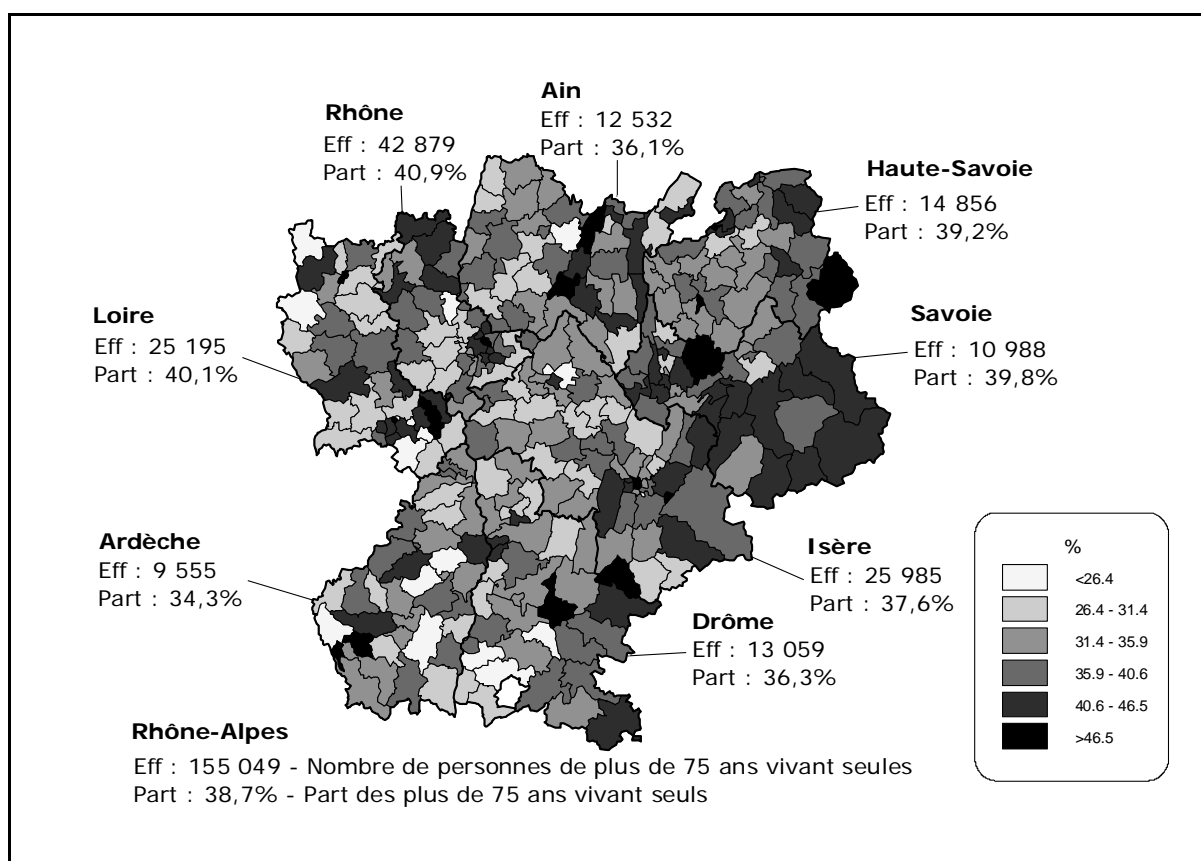 Ain
Eff : 12 532
Part : 36,1%
Rhône
Eff : 42 879
Part : 40,9%
Haute-Savoie
Eff : 14 856
Part : 39,2%
Loire
Eff : 25 195
Part : 40,1%
Savoie
Eff : 10 988
Part : 39,8%
Ardèche
Eff : 9 555
Part : 34,3%
Isère
Eff : 25 985
Part : 37,6%
Drôme
Eff : 13 059
Part : 36,3%
%
<26.4
26.4 - 31.4
31.4 - 35.9
35.9 - 40.6
40.6 - 46.5
>46.5
Rhône-Alpes
Eff : 155 049 - Nombre de personnes de plus de 75 ans vivant seules
Part : 38,7% - Part des plus de 75 ans vivant seuls